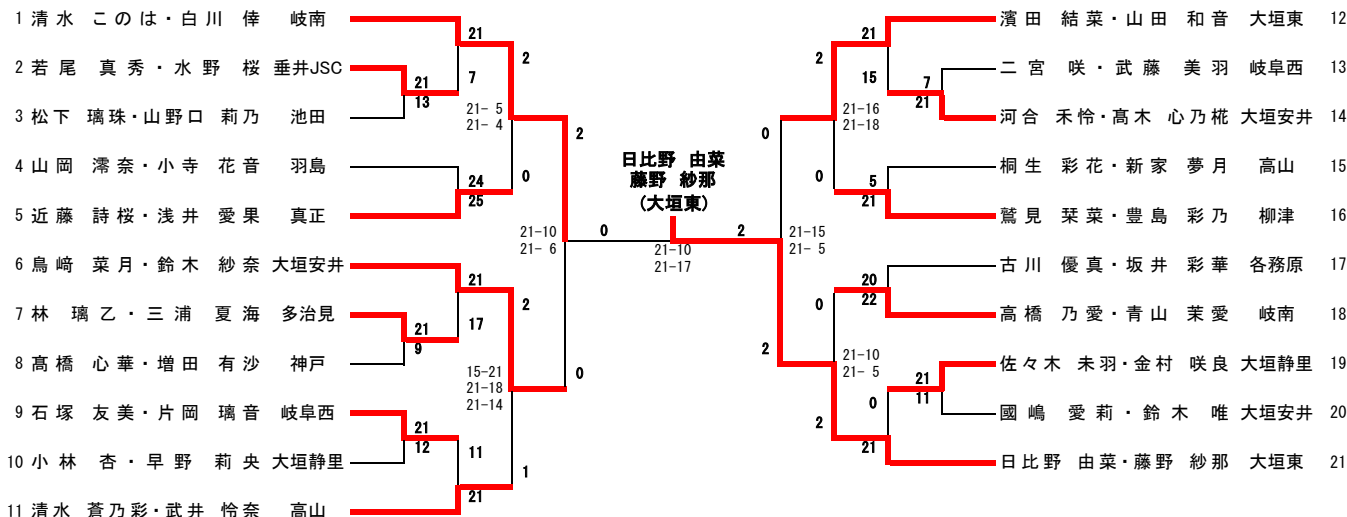 1 清水 このは・白川 倖 岐南
2 若尾 真秀・水野 桜 垂井JSC
3 松下 璃珠・山野口 莉乃 池田
4 山岡 澪奈・小寺 花音 羽島
5 近藤 詩桜・浅井 愛果 真正
6 鳥﨑 菜月・鈴木 紗奈 大垣安井
7 林 璃乙・三浦 夏海 多治見
8 髙橋 心華・増田 有沙 神戸
9 石塚 友美・片岡 璃音 岐阜西
10 小林 杏・早野 莉央 大垣静里
11 清水 蒼乃彩・武井 怜奈 高山
21
7
21
13
2
21- 5
21- 4
0
24
25
2
21-10
21- 6
0
21
17
21
9
2
15-21
21-18
21-14
0
21
12
11
21
1
日比野 由菜
藤野 紗那
(大垣東)
0
2
21-10
21-17
21
15
7
21
2
21-16
21-18
0
0
5
21
21-15
21- 5
20
22
0
2
21-10
21- 5
21
11
0
21
2
濱田 結菜・山田 和音 大垣東 12
二宮 咲・武藤 美羽 岐阜西 13
河合 禾怜・髙木 心乃椛 大垣安井 14
桐生 彩花・新家 夢月 高山 15
鷲見 栞菜・豊島 彩乃 柳津 16
古川 優真・坂井 彩華 各務原 17
高橋 乃愛・青山 茉愛 岐南 18
佐々木 未羽・金村 咲良 大垣静里 19
國嶋 愛莉・鈴木 唯 大垣安井 20
日比野 由菜・藤野 紗那 大垣東 21